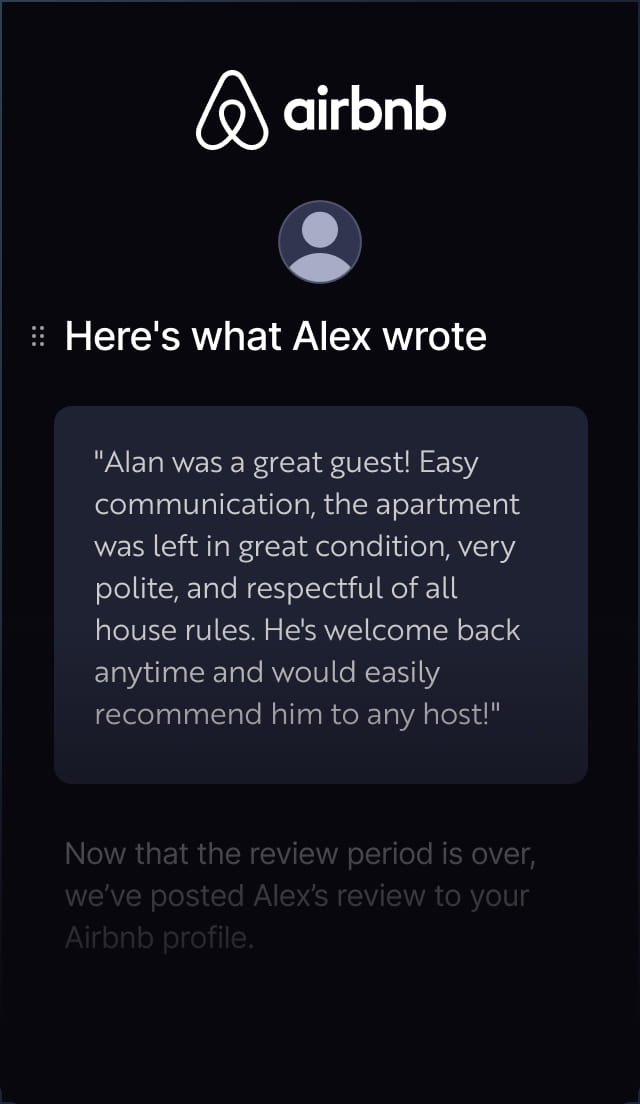 airbnb
Here's what Alex wrote
"Alan was a great guest! Easy
communication, the apartment
was left in great condition, very
polite, and respectful of all
house rules. He's welcome back
anytime and would easily
recommend him to any host!"
Now that the review period is over,
we’ve posted Alex’s review to your
Airbnb profile.